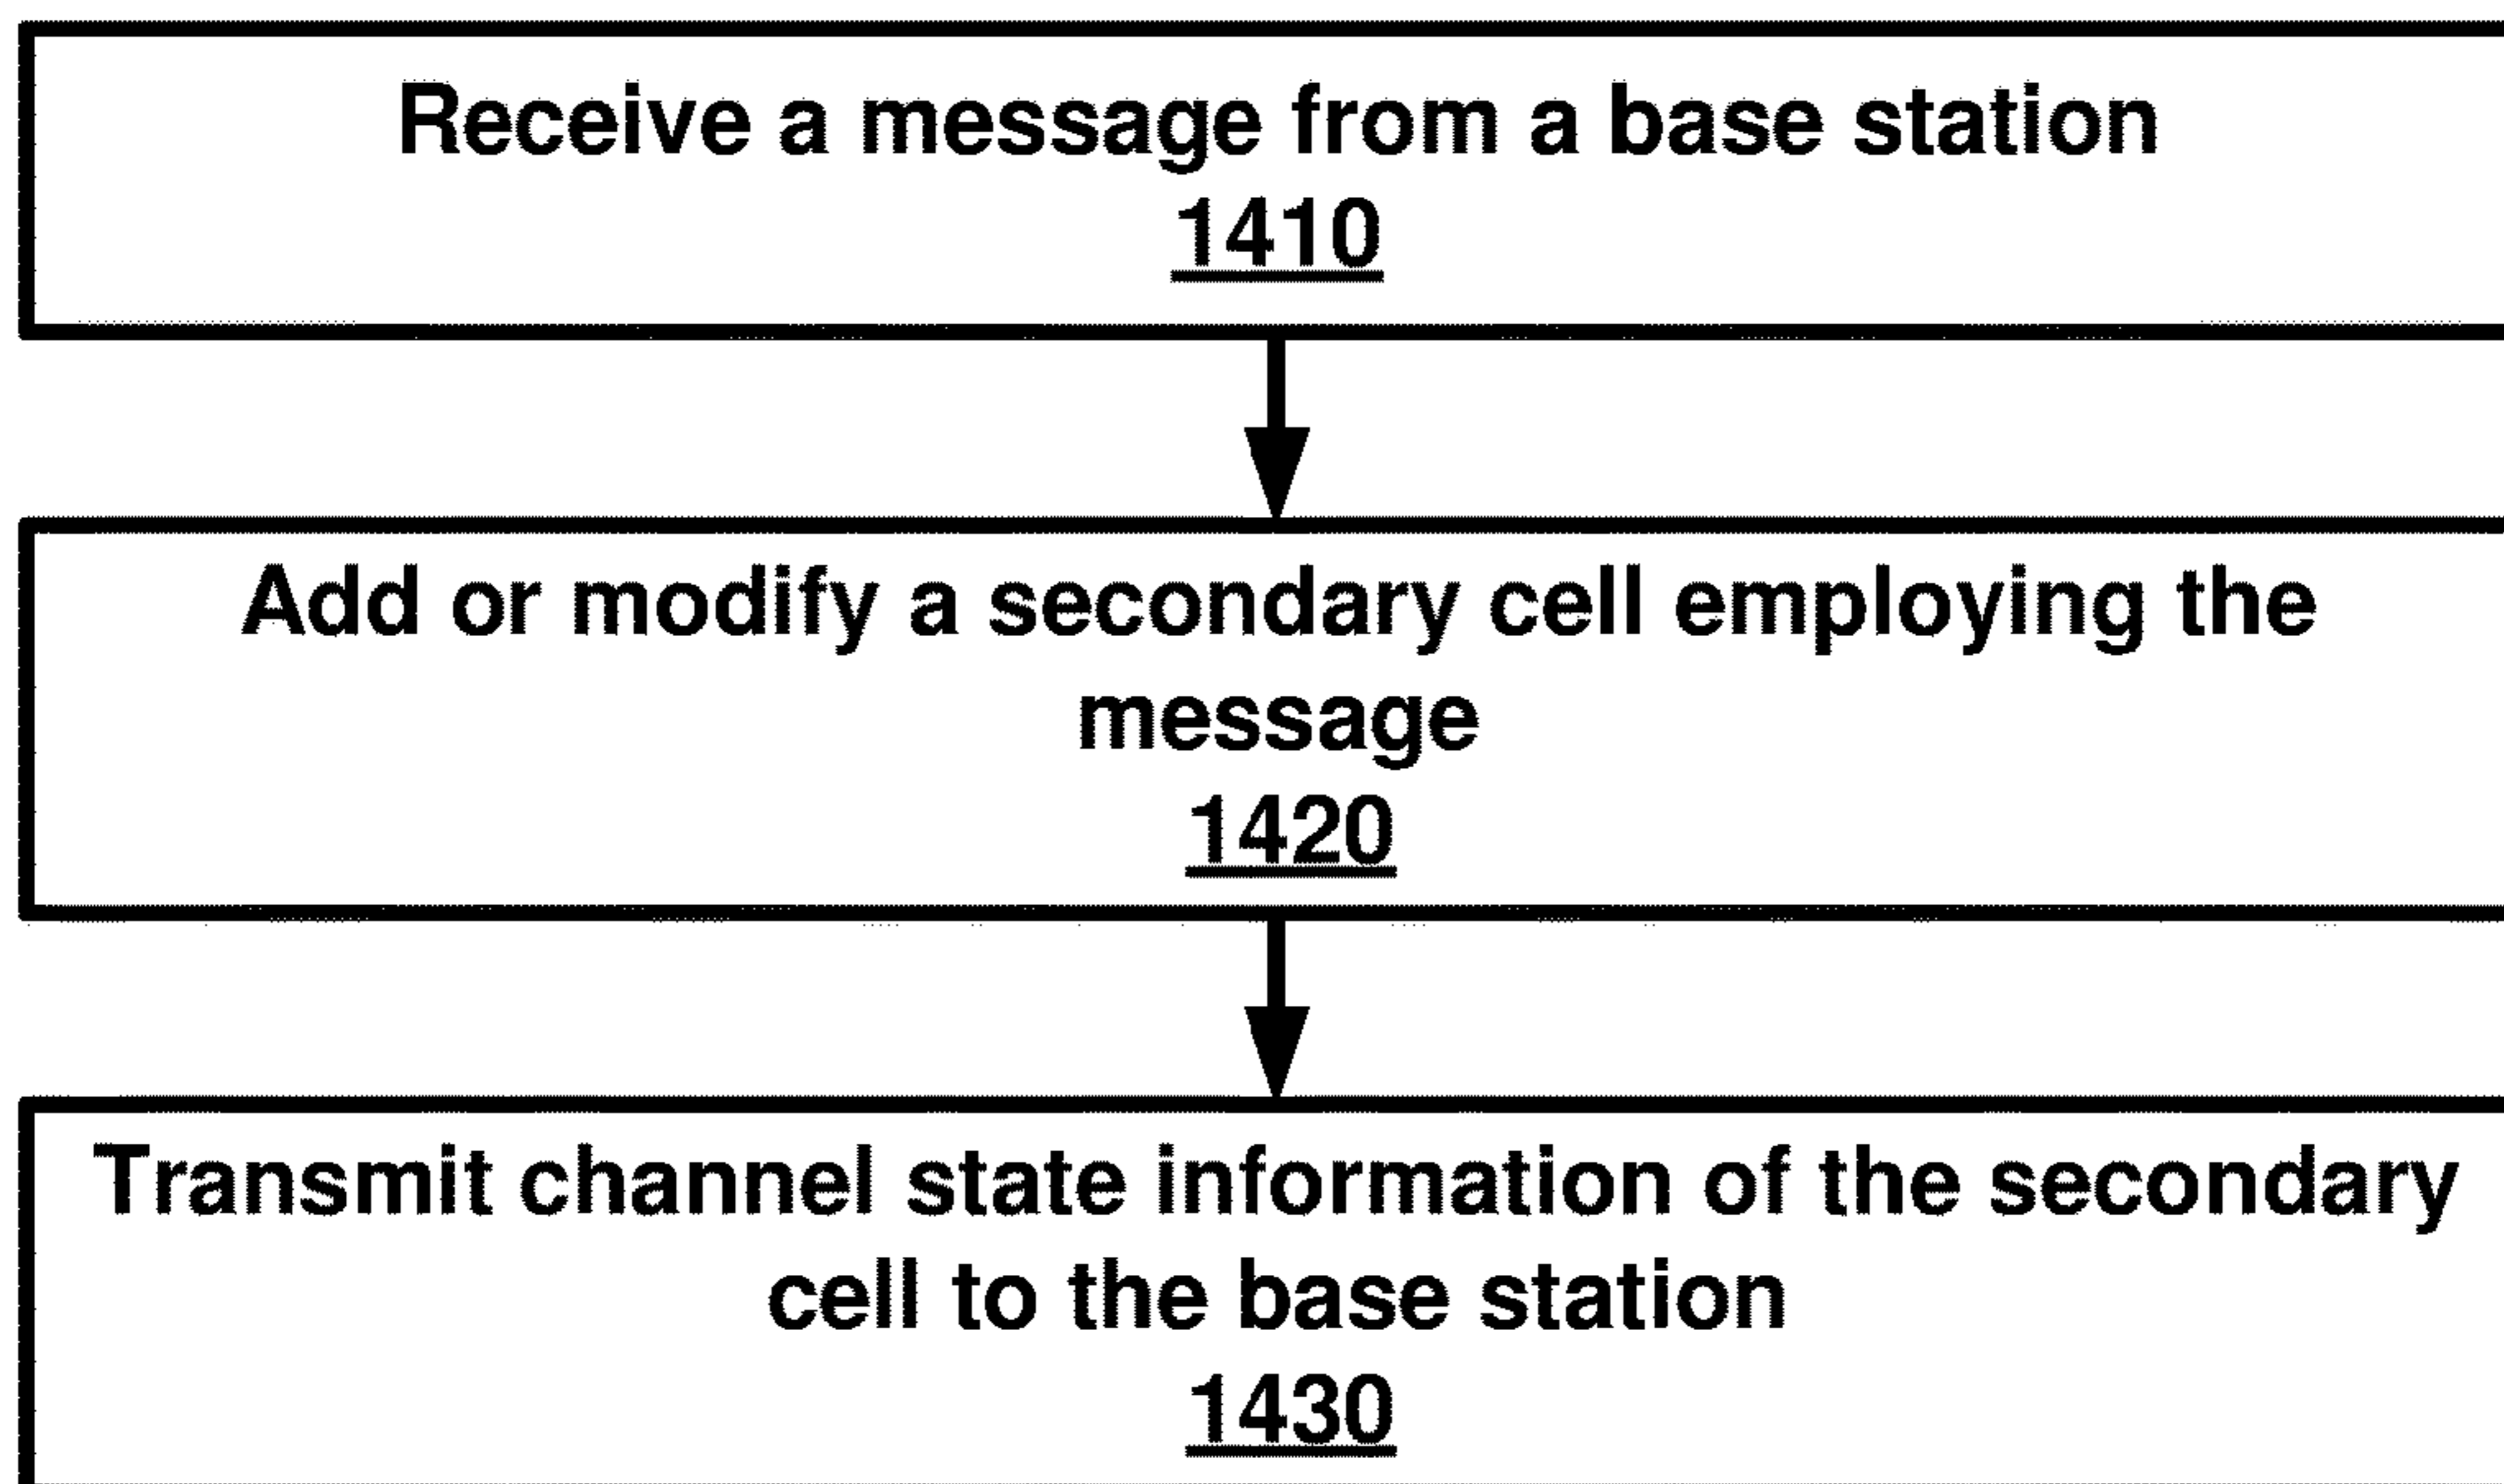 Receive a message from a base station
1410
Add or modify a secondary cell employing the
message
1420
Transmit channel state information of the secondary
cell to the base station
1430